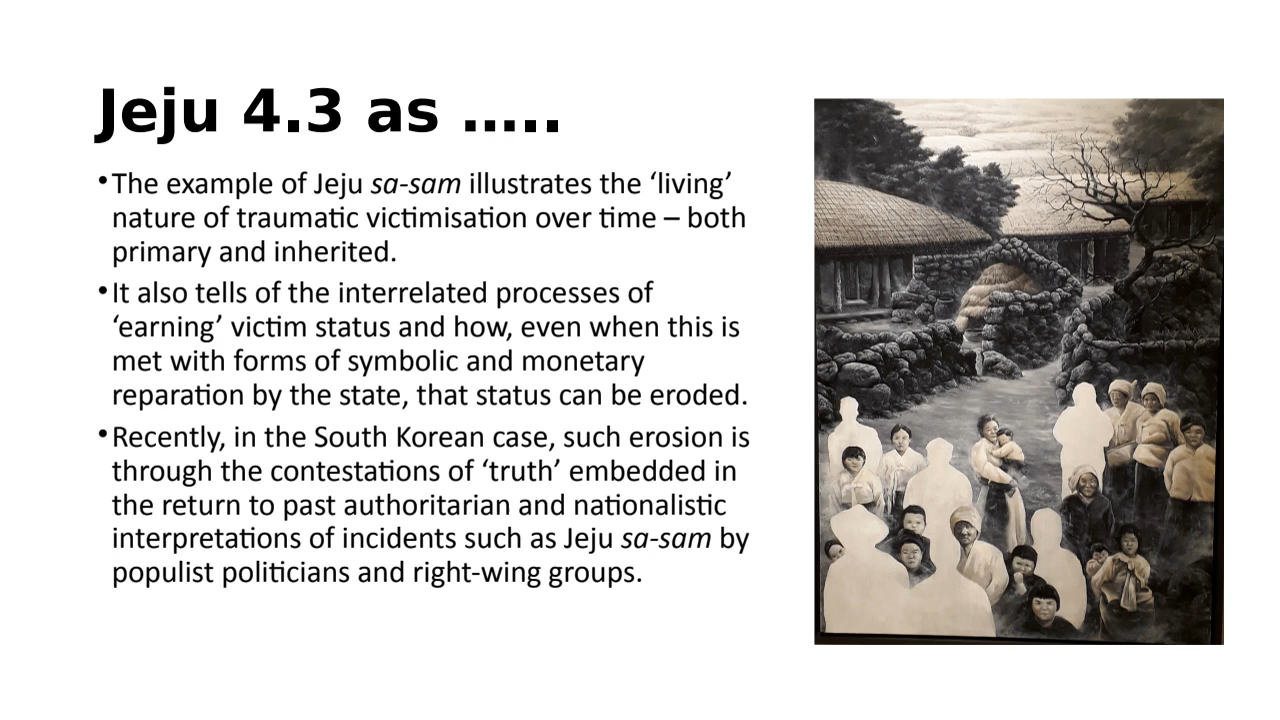 Jeju 4.3 as …..
•The example of Jeju sa-sam illustrates the ‘living’
nature of traumatic victimisation over time – both
primary and inherited.
•It also tells of the interrelated processes of
‘earning’ victim status and how, even when this is
met with forms of symbolic and monetary
reparation by the state, that status can be eroded.
•Recently, in the South Korean case, such erosion is
through the contestations of ‘truth’ embedded in
the return to past authoritarian and nationalistic
interpretations of incidents such as Jeju sa-sam by
populist politicians and right-wing groups.